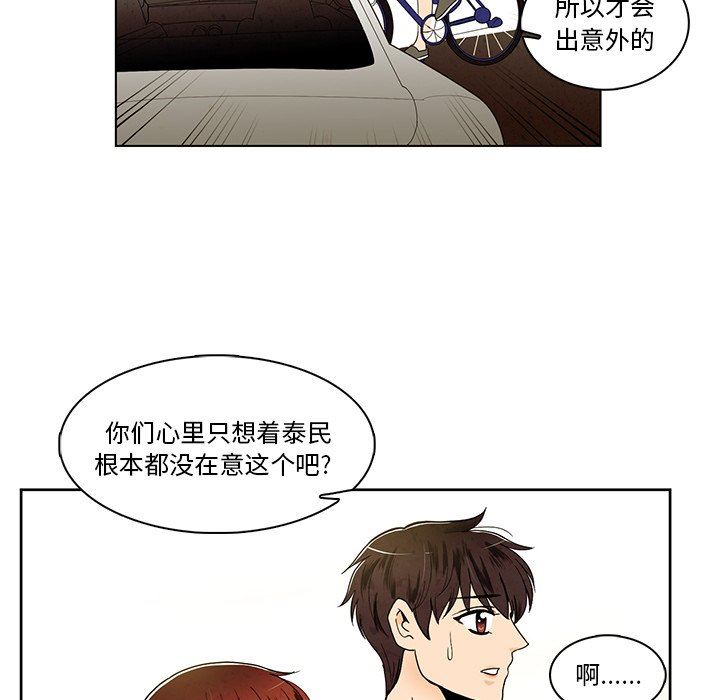 所以才会
出意外的
你们心里只想着泰民
根本都没在意这个吧?
啊……